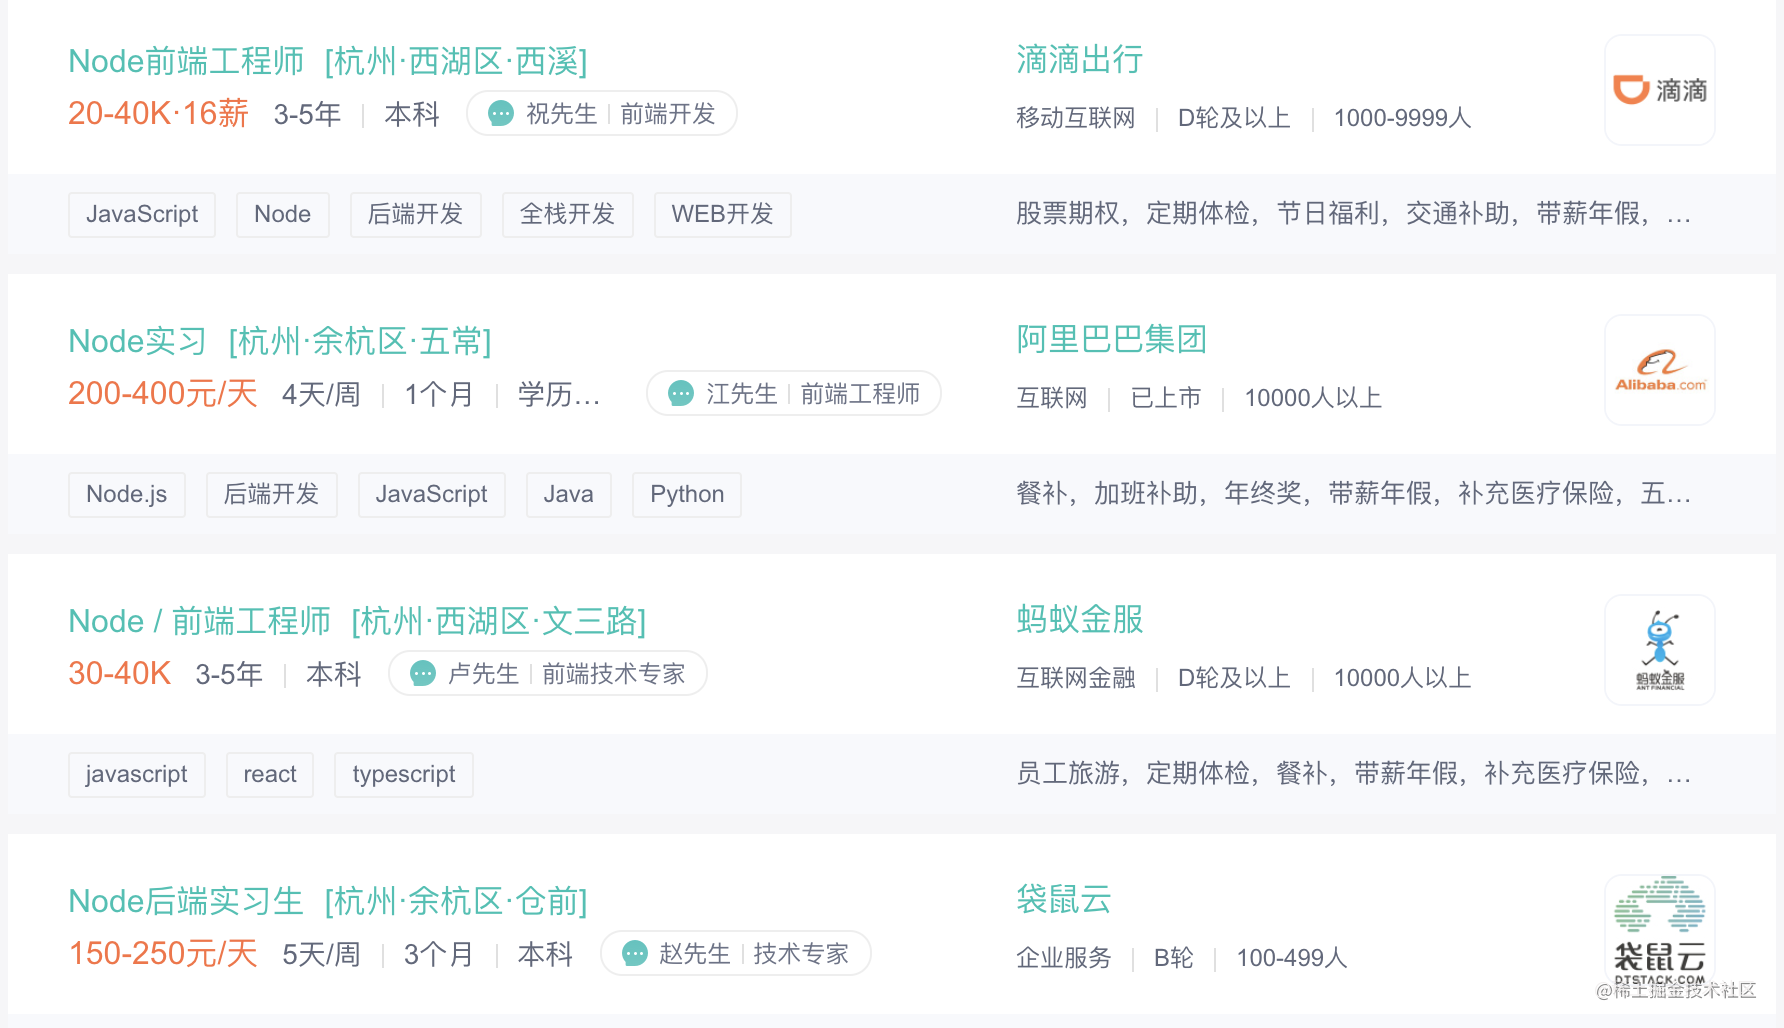 Node前端工程师 [杭州·西湖区·西溪]
20-40K·16薪 3-5年 | 本科 祝先生 | 前端开发
滴滴出行
移动互联网 | D轮及以上 | 1000-9999人
滴滴
JavaScript Node 后端开发 全栈开发 WEB开发
股票期权，定期体检，节日福利，交通补助，带薪年假，…
Node实习 [杭州·余杭区·五常]
200-400元/天 4天/周 | 1个月 | 学历… 江先生 | 前端工程师
阿里巴巴集团
互联网 | 已上市 | 10000人以上
Alibaba.com
Node.js 后端开发 JavaScript Java Python
餐补，加班补助，年终奖，带薪年假，补充医疗保险，五…
Node / 前端工程师 [杭州·西湖区·文三路]
30-40K 3-5年 | 本科 卢先生 | 前端技术专家
蚂蚁金服
互联网金融 | D轮及以上 | 10000人以上
蚂蚁金服
ANT FINANCIAL
javascript react typescript
员工旅游，定期体检，餐补，带薪年假，补充医疗保险，…
Node后端实习生 [杭州·余杭区·仓前]
150-250元/天 5天/周 | 3个月 | 本科 赵先生 | 技术专家
袋鼠云
企业服务 | B轮 | 100-499人
袋鼠云
DTSTACK.COM
@稀土掘金技术社区